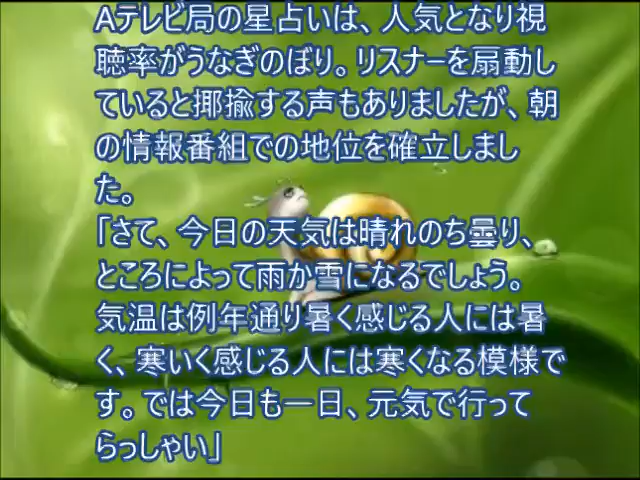 Aテレビ局の星占いは、人気となり視
聴率がうなぎのぼり。リスナーを扇動し
ていると揶揄する声もありましたが、朝
の情報番組での地位を確立しまし
た。
「さて、今日の天気は晴れのち曇り、
ところによって雨か雪になるでしょう。
気温は例年通り暑く感じる人には暑
く、寒いく感じる人には寒くなる模様で
す。では今日も一日、元気で行って
らっしゃい」